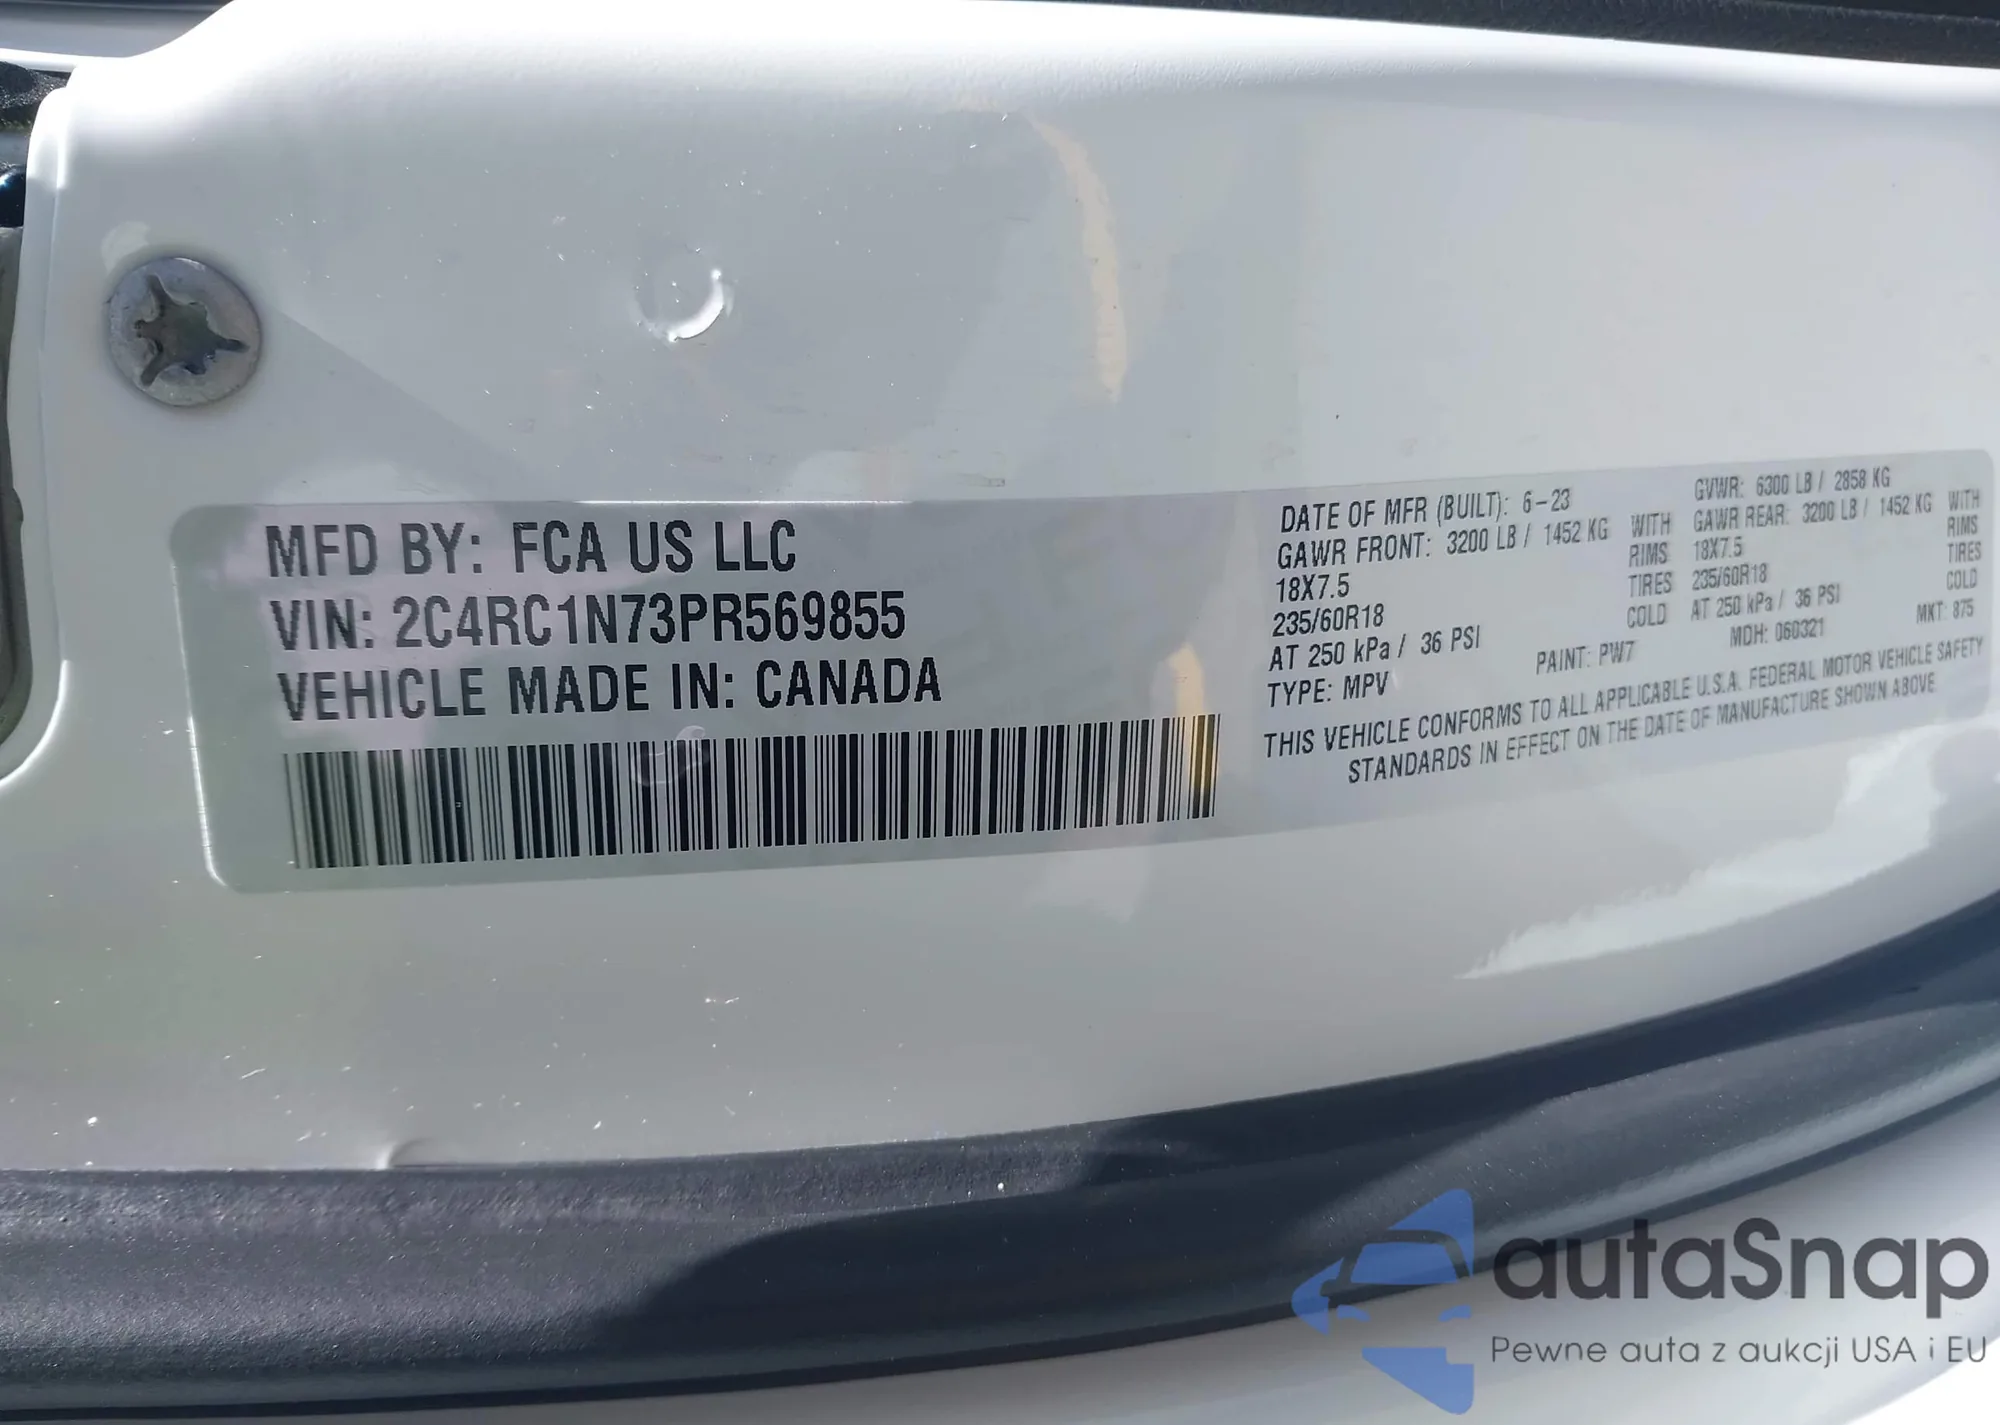 MFD BY: FCA US LLC
VIN: 2C4RC1N73PR569855
VEHICLE MADE IN: CANADA
DATE OF MFR (BUILT): 6-23
GVWR: 6300 LB / 2858 KG
GAWR FRONT: 3200 LB / 1452 KG WITH
18X7.5 RIMS
235/60R18 TIRES
AT 250 kPa / 36 PSI COLD
GAWR REAR: 3200 LB / 1452 KG WITH
18X7.5 RIMS
235/60R18 TIRES
AT 250 kPa / 36 PSI COLD
TYPE: MPV
PAINT: PW7
MDH: 060321
MKT: 875
THIS VEHICLE CONFORMS TO ALL APPLICABLE U.S.A. FEDERAL MOTOR VEHICLE SAFETY
STANDARDS IN EFFECT ON THE DATE OF MANUFACTURE SHOWN ABOVE
autaSnap
Pewne auta z aukcji USA i EU